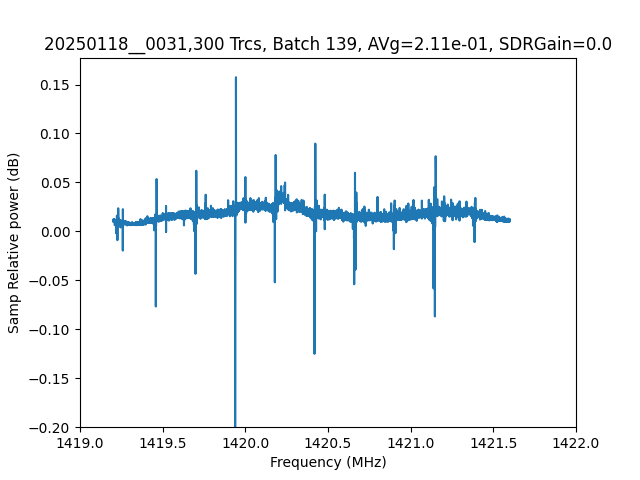 20250118__0031,300 Trcs, Batch 139, AVg=2.11e-01, SDRGain=0.0
0.15
0.10
0.05
0.00
−0.05
−0.10
−0.15
−0.20
Samp Relative power (dB)
1419.0 1419.5 1420.0 1420.5 1421.0 1421.5 1422.0
Frequency (MHz)